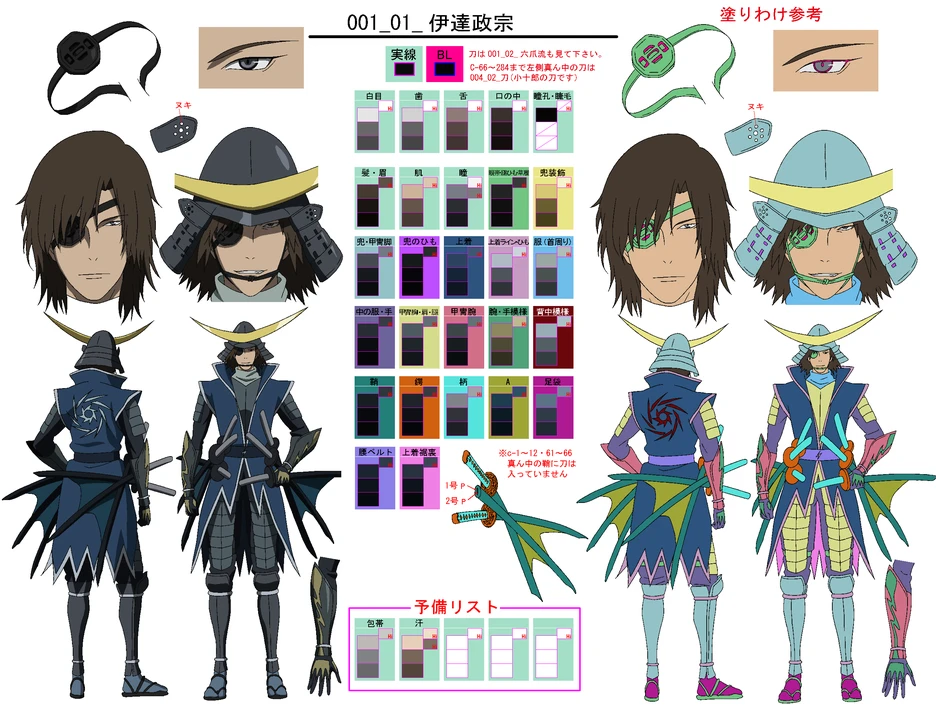 001_01_ 伊達政宗
塗りわけ参考
実線
BL
刀は 001_02_ 六爪流も見て下さい。
C-66～284まで左側真ん中の刀は
004_02_刀(小十郎の刀です)
ヌキ
ヌキ
白目
歯
舌
口の中
瞳孔・睫毛
髪・眉
肌
瞳
兜装飾
兜・甲冑脚
兜のひも
上着
上着ラインひも
服(首周り)
中の服・手
甲冑腕
腕・手模様
背中模様
鞘
鍔
柄
A
足袋
腰ベルト
上着裾裏
※c-1～12・61～66
真ん中の鞘に刀は
入っていません
1号 P
2号 P
予備リスト
包帯
汗